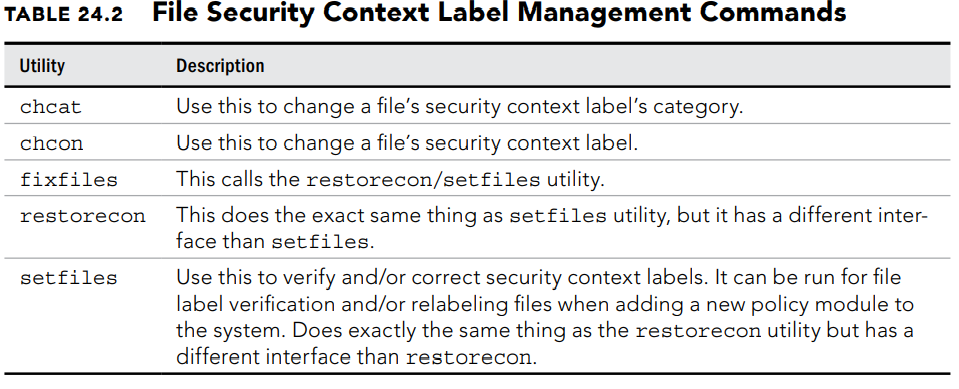 TABLE 24.2 File Security Context Label Management Commands
Utility Description
chcat Use this to change a file’s security context label’s category.
chcon Use this to change a file’s security context label.
fixfiles This calls the restorecon/setfiles utility.
restorecon This does the exact same thing as setfiles utility, but it has a different inter-
face than setfiles.
setfiles Use this to verify and/or correct security context labels. It can be run for file
label verification and/or relabeling files when adding a new policy module to
the system. Does exactly the same thing as the restorecon utility but has a
different interface than restorecon.